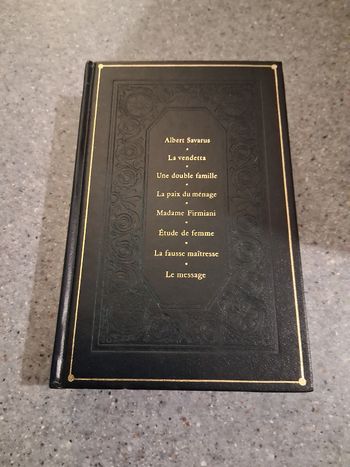 Albert Savarus
La vendetta
Une double famille
La paix du ménage
Madame Firmiani
Étude de femme
La fausse maîtresse
Le message